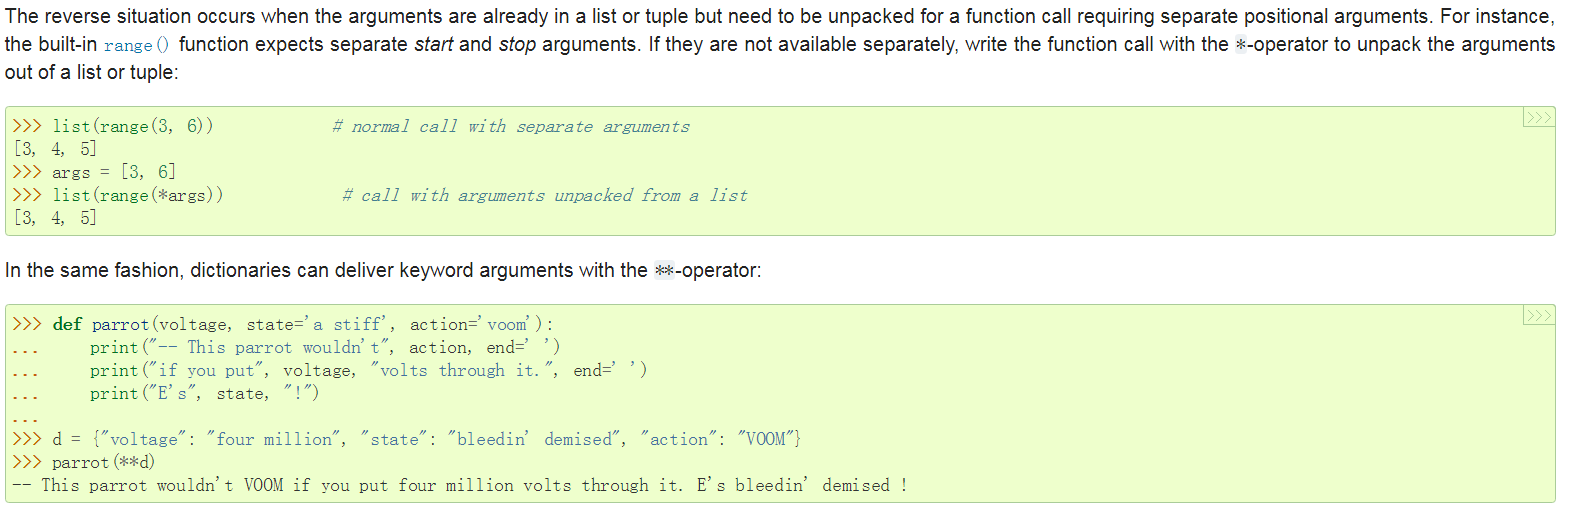 The reverse situation occurs when the arguments are already in a list or tuple but need to be unpacked for a function call requiring separate positional arguments. For instance,
the built-in range() function expects separate start and stop arguments. If they are not available separately, write the function call with the *-operator to unpack the arguments
out of a list or tuple:
>>> list(range(3, 6))            # normal call with separate arguments
>>>
[3, 4, 5]
>>> args = [3, 6]
>>> list(range(*args))            # call with arguments unpacked from a list
[3, 4, 5]
In the same fashion, dictionaries can deliver keyword arguments with the **-operator:
>>> def parrot(voltage, state='a stiff', action='voom'):
>>>
...     print("-- This parrot wouldn't", action, end=' ')
...     print("if you put", voltage, "volts through it.", end=' ')
...     print("E's", state, "!")
...
>>> d = {"voltage": "four million", "state": "bleedin' demised", "action": "VOOM"}
>>> parrot(**d)
-- This parrot wouldn't VOOM if you put four million volts through it. E's bleedin' demised !